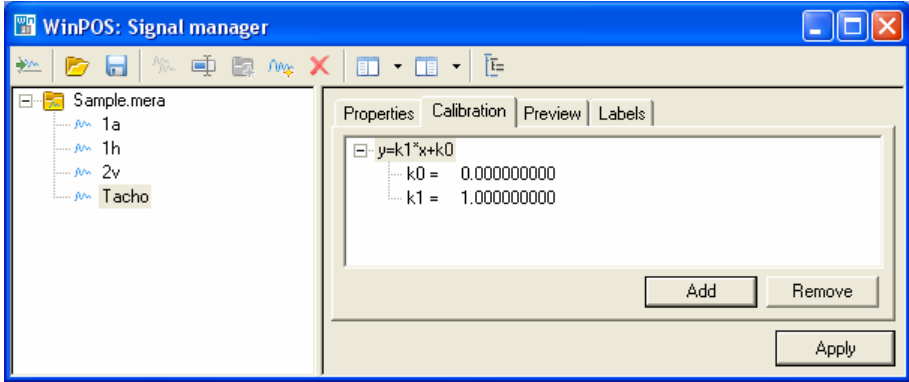 WinPOS: Signal manager
Sample.mera
1a
1h
2v
Tacho
Properties Calibration Preview Labels
y=k1*x+k0
k0 = 0.000000000
k1 = 1.000000000
Add Remove
Apply